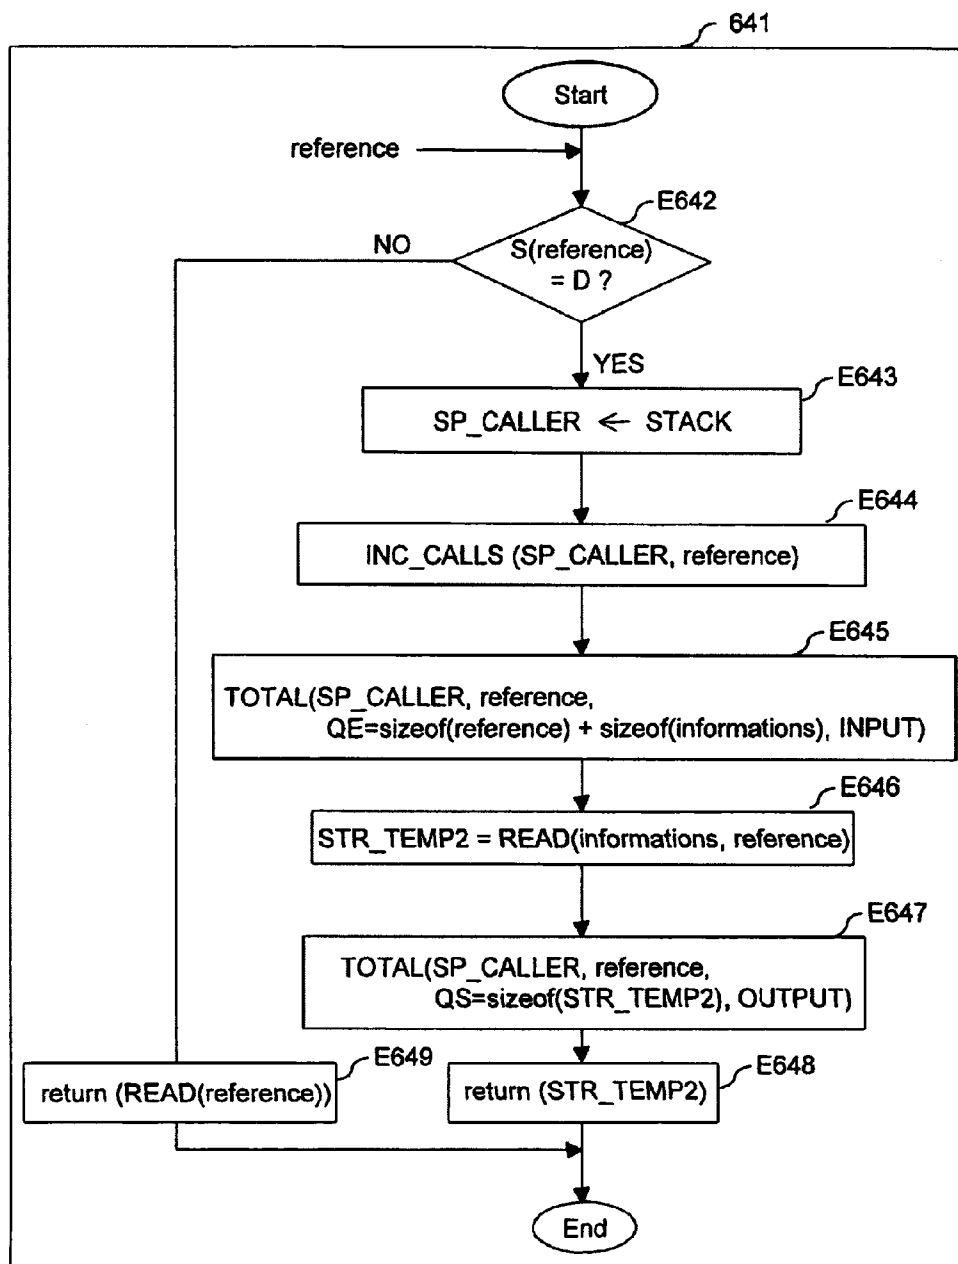 641
Start
reference
E642
S(reference)
= D ?
NO
YES
E643
SP_CALLER ← STACK
E644
INC_CALLS (SP_CALLER, reference)
E645
TOTAL(SP_CALLER, reference,
QE=sizeof(reference) + sizeof(informations), INPUT)
E646
STR_TEMP2 = READ(informations, reference)
E647
TOTAL(SP_CALLER, reference,
QS=sizeof(STR_TEMP2), OUTPUT)
E649
return (READ(reference))
E648
return (STR_TEMP2)
End